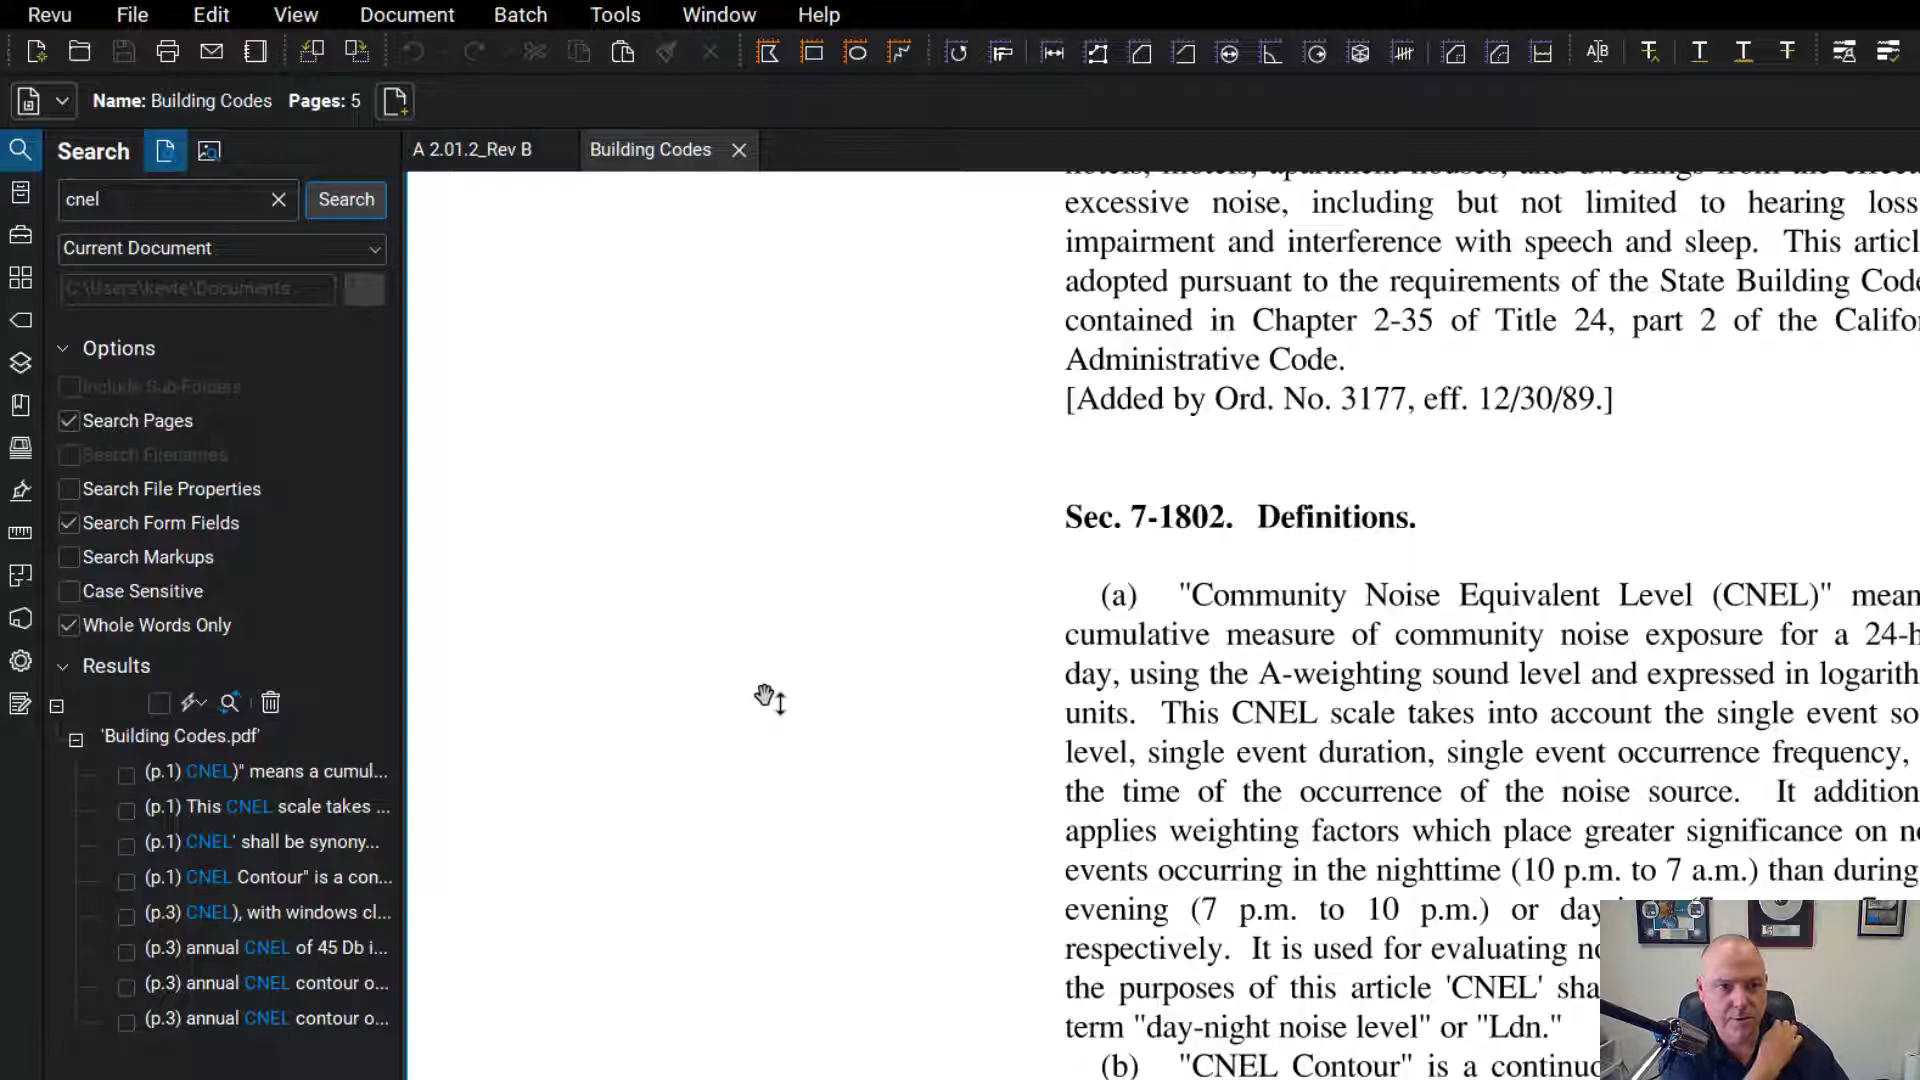 Revu File Edit View Document Batch Tools Window Help
Name: Building Codes Pages: 5
Search
A 2.01.2_Rev B
Building Codes
cnel
Search
Current Document
C:\Users\kevie\Documents
Options
Include Sub-Folders
Search Pages
Search Filenames
Search File Properties
Search Form Fields
Search Markups
Case Sensitive
Whole Words Only
Results
'Building Codes.pdf'
(p.1) CNEL)" means a cumul...
(p.1) This CNEL scale takes ...
(p.1) CNEL' shall be synony...
(p.1) CNEL Contour" is a con...
(p.3) CNEL), with windows cl...
(p.3) annual CNEL of 45 Db i...
(p.3) annual CNEL contour o...
(p.3) annual CNEL contour o...
hotels, motels, apartment houses, and dwellings from the effec
excessive noise, including but not limited to hearing loss
impairment and interference with speech and sleep. This articl
adopted pursuant to the requirements of the State Building Code
contained in Chapter 2-35 of Title 24, part 2 of the Califor
Administrative Code.
[Added by Ord. No. 3177, eff. 12/30/89.]
Sec. 7-1802. Definitions.
(a) "Community Noise Equivalent Level (CNEL)" mean
cumulative measure of community noise exposure for a 24-h
day, using the A-weighting sound level and expressed in logarith
units. This CNEL scale takes into account the single event so
level, single event duration, single event occurrence frequency,
the time of the occurrence of the noise source. It addition
applies weighting factors which place greater significance on no
events occurring in the nighttime (10 p.m. to 7 a.m.) than during
evening (7 p.m. to 10 p.m.) or day
respectively. It is used for evaluating no
the purposes of this article 'CNEL' sha
term "day-night noise level" or "Ldn."
(b) "CNEL Contour" is a continuo